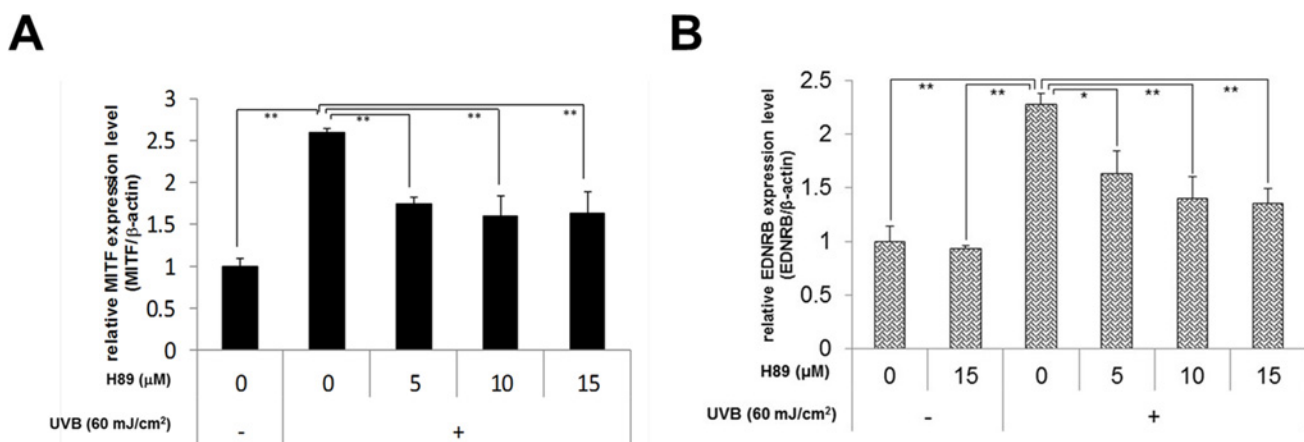 A
relative MITF expression level
(MITF/β-actin)
3
2.5
2
1.5
1
0.5
0
** ** ** **
H89 (μM) 0 0 5 10 15
UVB (60 mJ/cm²) - +
B
relative EDNRB expression level
(EDNRB/β-actin)
2.5
2
1.5
1
0.5
0
** ** * ** **
H89 (μM) 0 15 0 5 10 15
UVB (60 mJ/cm²) - +